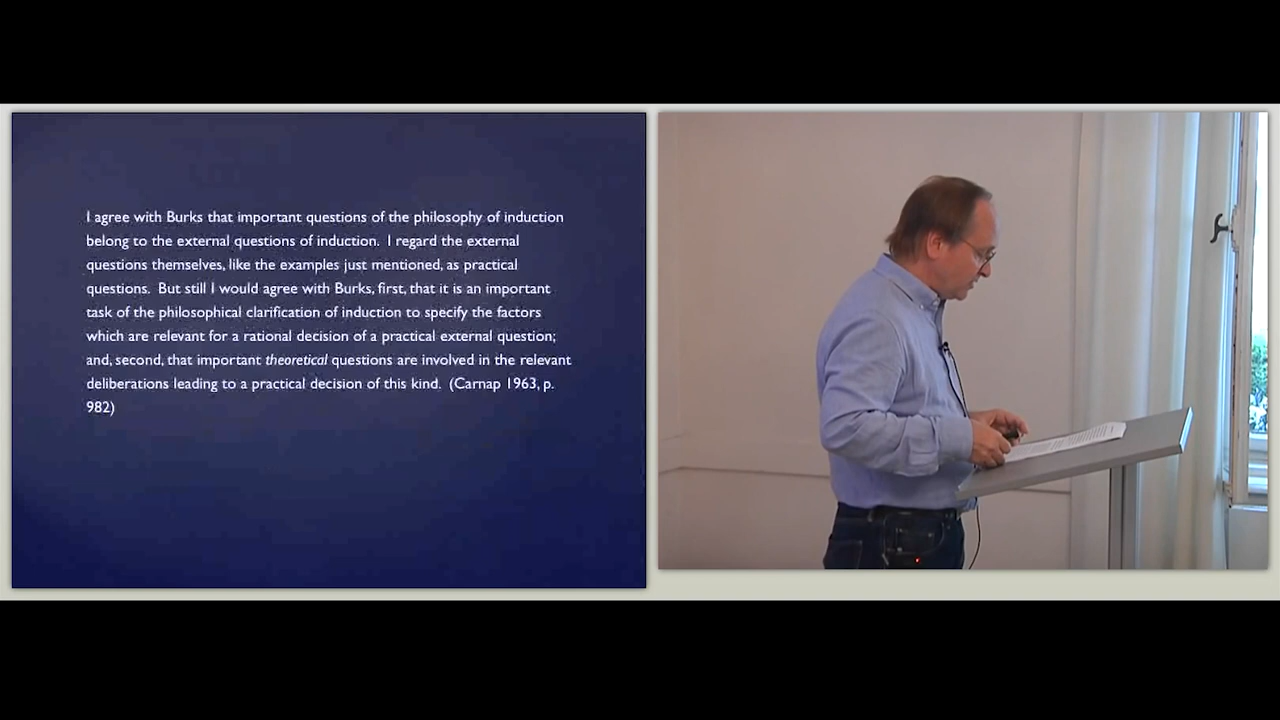 I agree with Burks that important questions of the philosophy of induction
belong to the external questions of induction. I regard the external
questions themselves, like the examples just mentioned, as practical
questions. But still I would agree with Burks, first, that it is an important
task of the philosophical clarification of induction to specify the factors
which are relevant for a rational decision of a practical external question;
and, second, that important theoretical questions are involved in the relevant
deliberations leading to a practical decision of this kind. (Carnap 1963, p.
982)